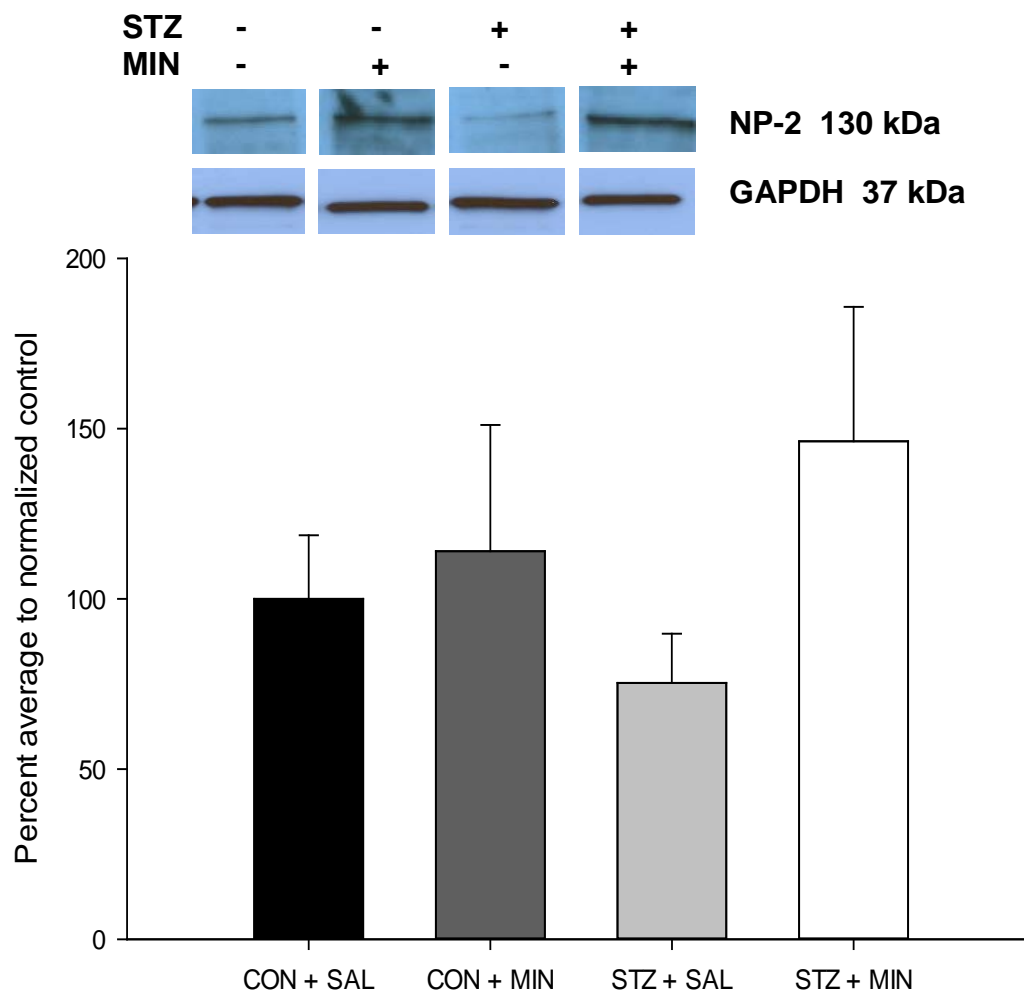 STZ - - + +
MIN - + - +
NP-2 130 kDa
GAPDH 37 kDa
Percent average to normalized control
200
150
100
50
0
CON + SAL CON + MIN STZ + SAL STZ + MIN